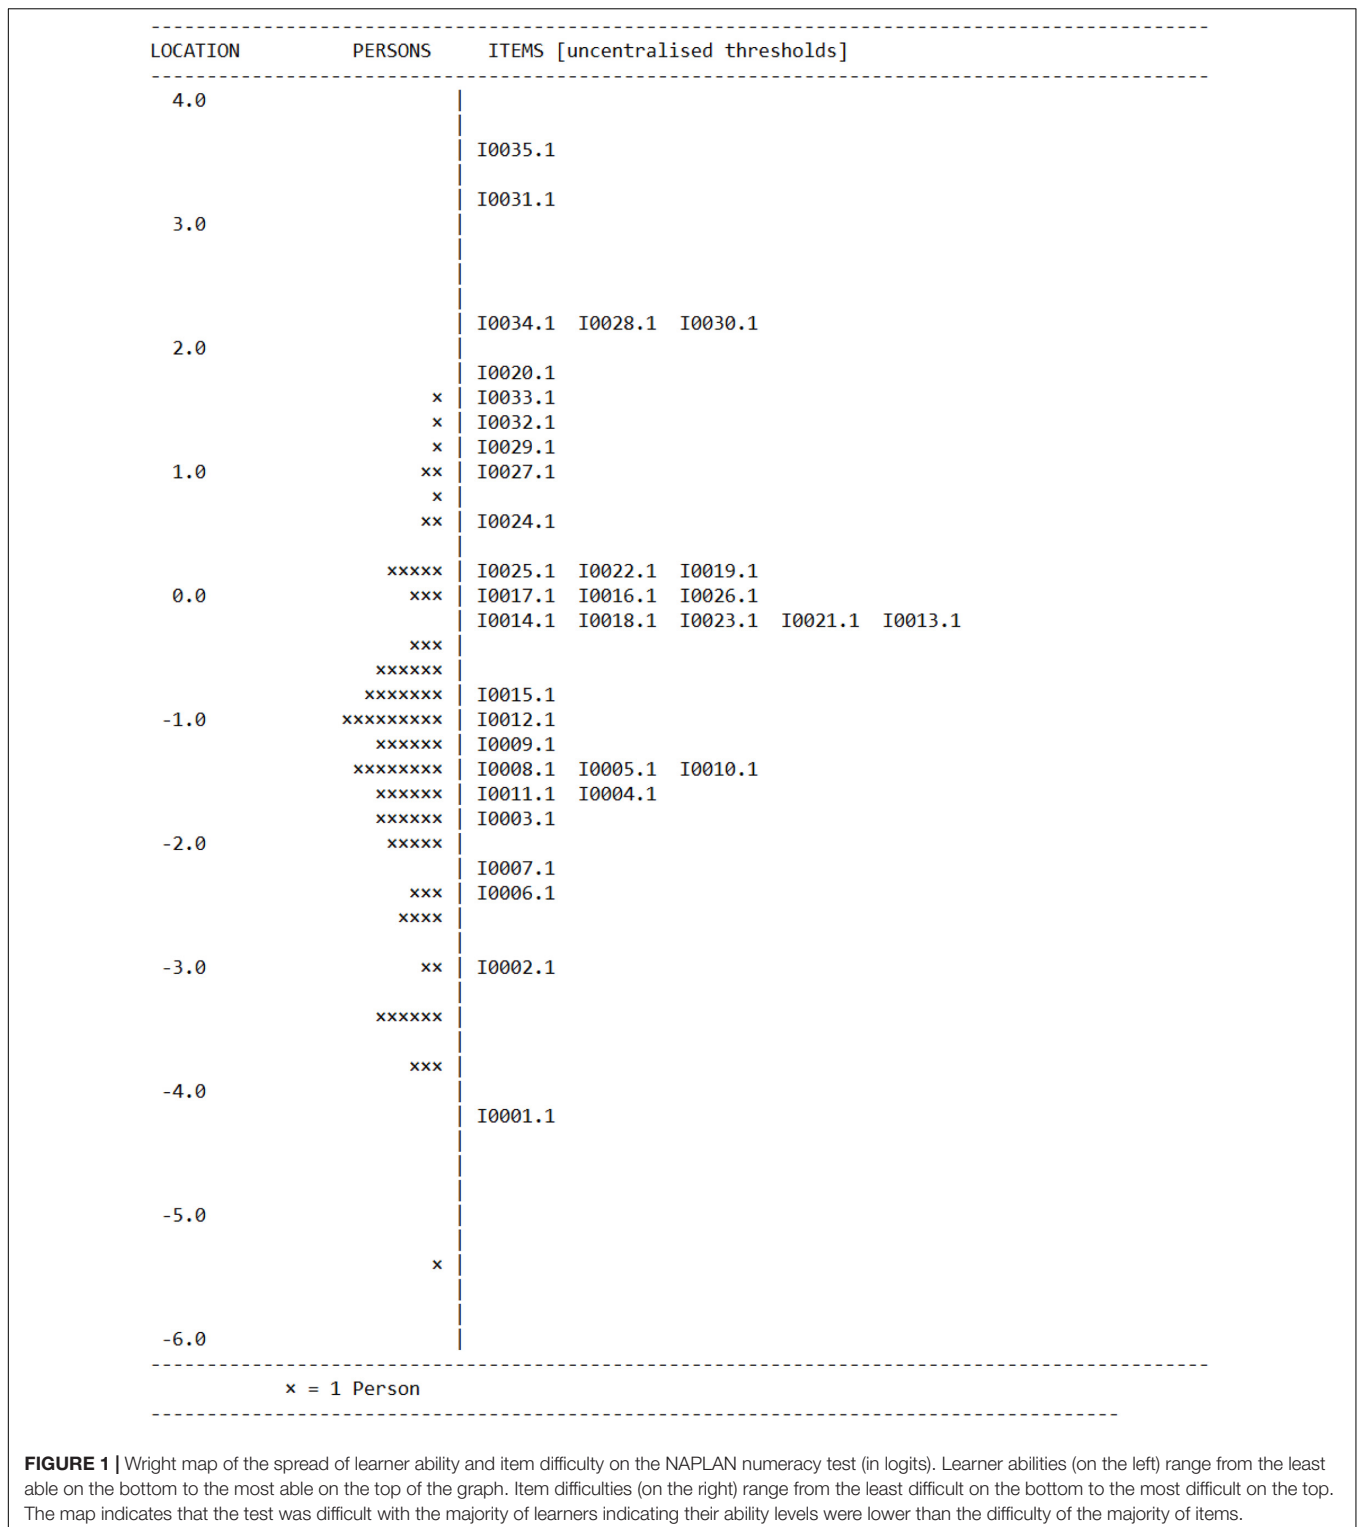 LOCATION PERSONS ITEMS [uncentralised thresholds]
4.0
I0035.1
I0031.1
3.0
I0034.1 I0028.1 I0030.1
2.0
I0020.1
× | I0033.1
× | I0032.1
× | I0029.1
1.0 ×× | I0027.1
× |
×× | I0024.1
××××× | I0025.1 I0022.1 I0019.1
0.0 ××× | I0017.1 I0016.1 I0026.1
| I0014.1 I0018.1 I0023.1 I0021.1 I0013.1
××× |
×××××× |
××××××× | I0015.1
-1.0 ××××××××× | I0012.1
×××××× | I0009.1
×××××××× | I0008.1 I0005.1 I0010.1
×××××× | I0011.1 I0004.1
×××××× | I0003.1
-2.0 ××××× |
| I0007.1
××× | I0006.1
×××× |
-3.0 ×× | I0002.1
×××××× |
××× |
-4.0 |
| I0001.1
-5.0 |
× |
-6.0 |
× = 1 Person
FIGURE 1 | Wright map of the spread of learner ability and item difficulty on the NAPLAN numeracy test (in logits). Learner abilities (on the left) range from the least
able on the bottom to the most able on the top of the graph. Item difficulties (on the right) range from the least difficult on the bottom to the most difficult on the top.
The map indicates that the test was difficult with the majority of learners indicating their ability levels were lower than the difficulty of the majority of items.